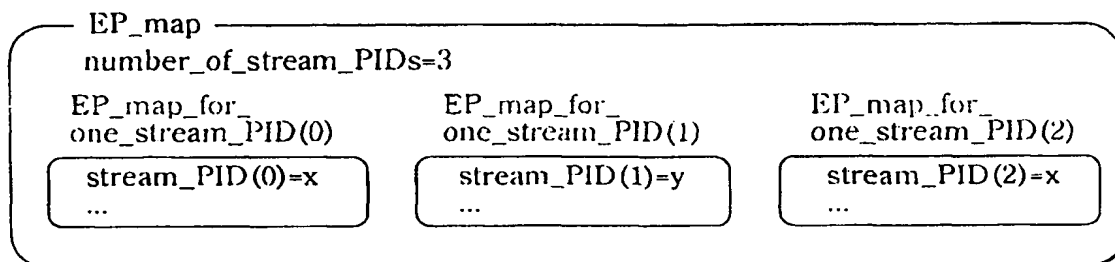 EP_map
number_of_stream_PIDs=3
EP_map_for_
one_stream_PID(0)
stream_PID(0)=x
...
EP_map_for_
one_stream_PID(1)
stream_PID(1)=y
...
EP_map_for_
one_stream_PID(2)
stream_PID(2)=x
...